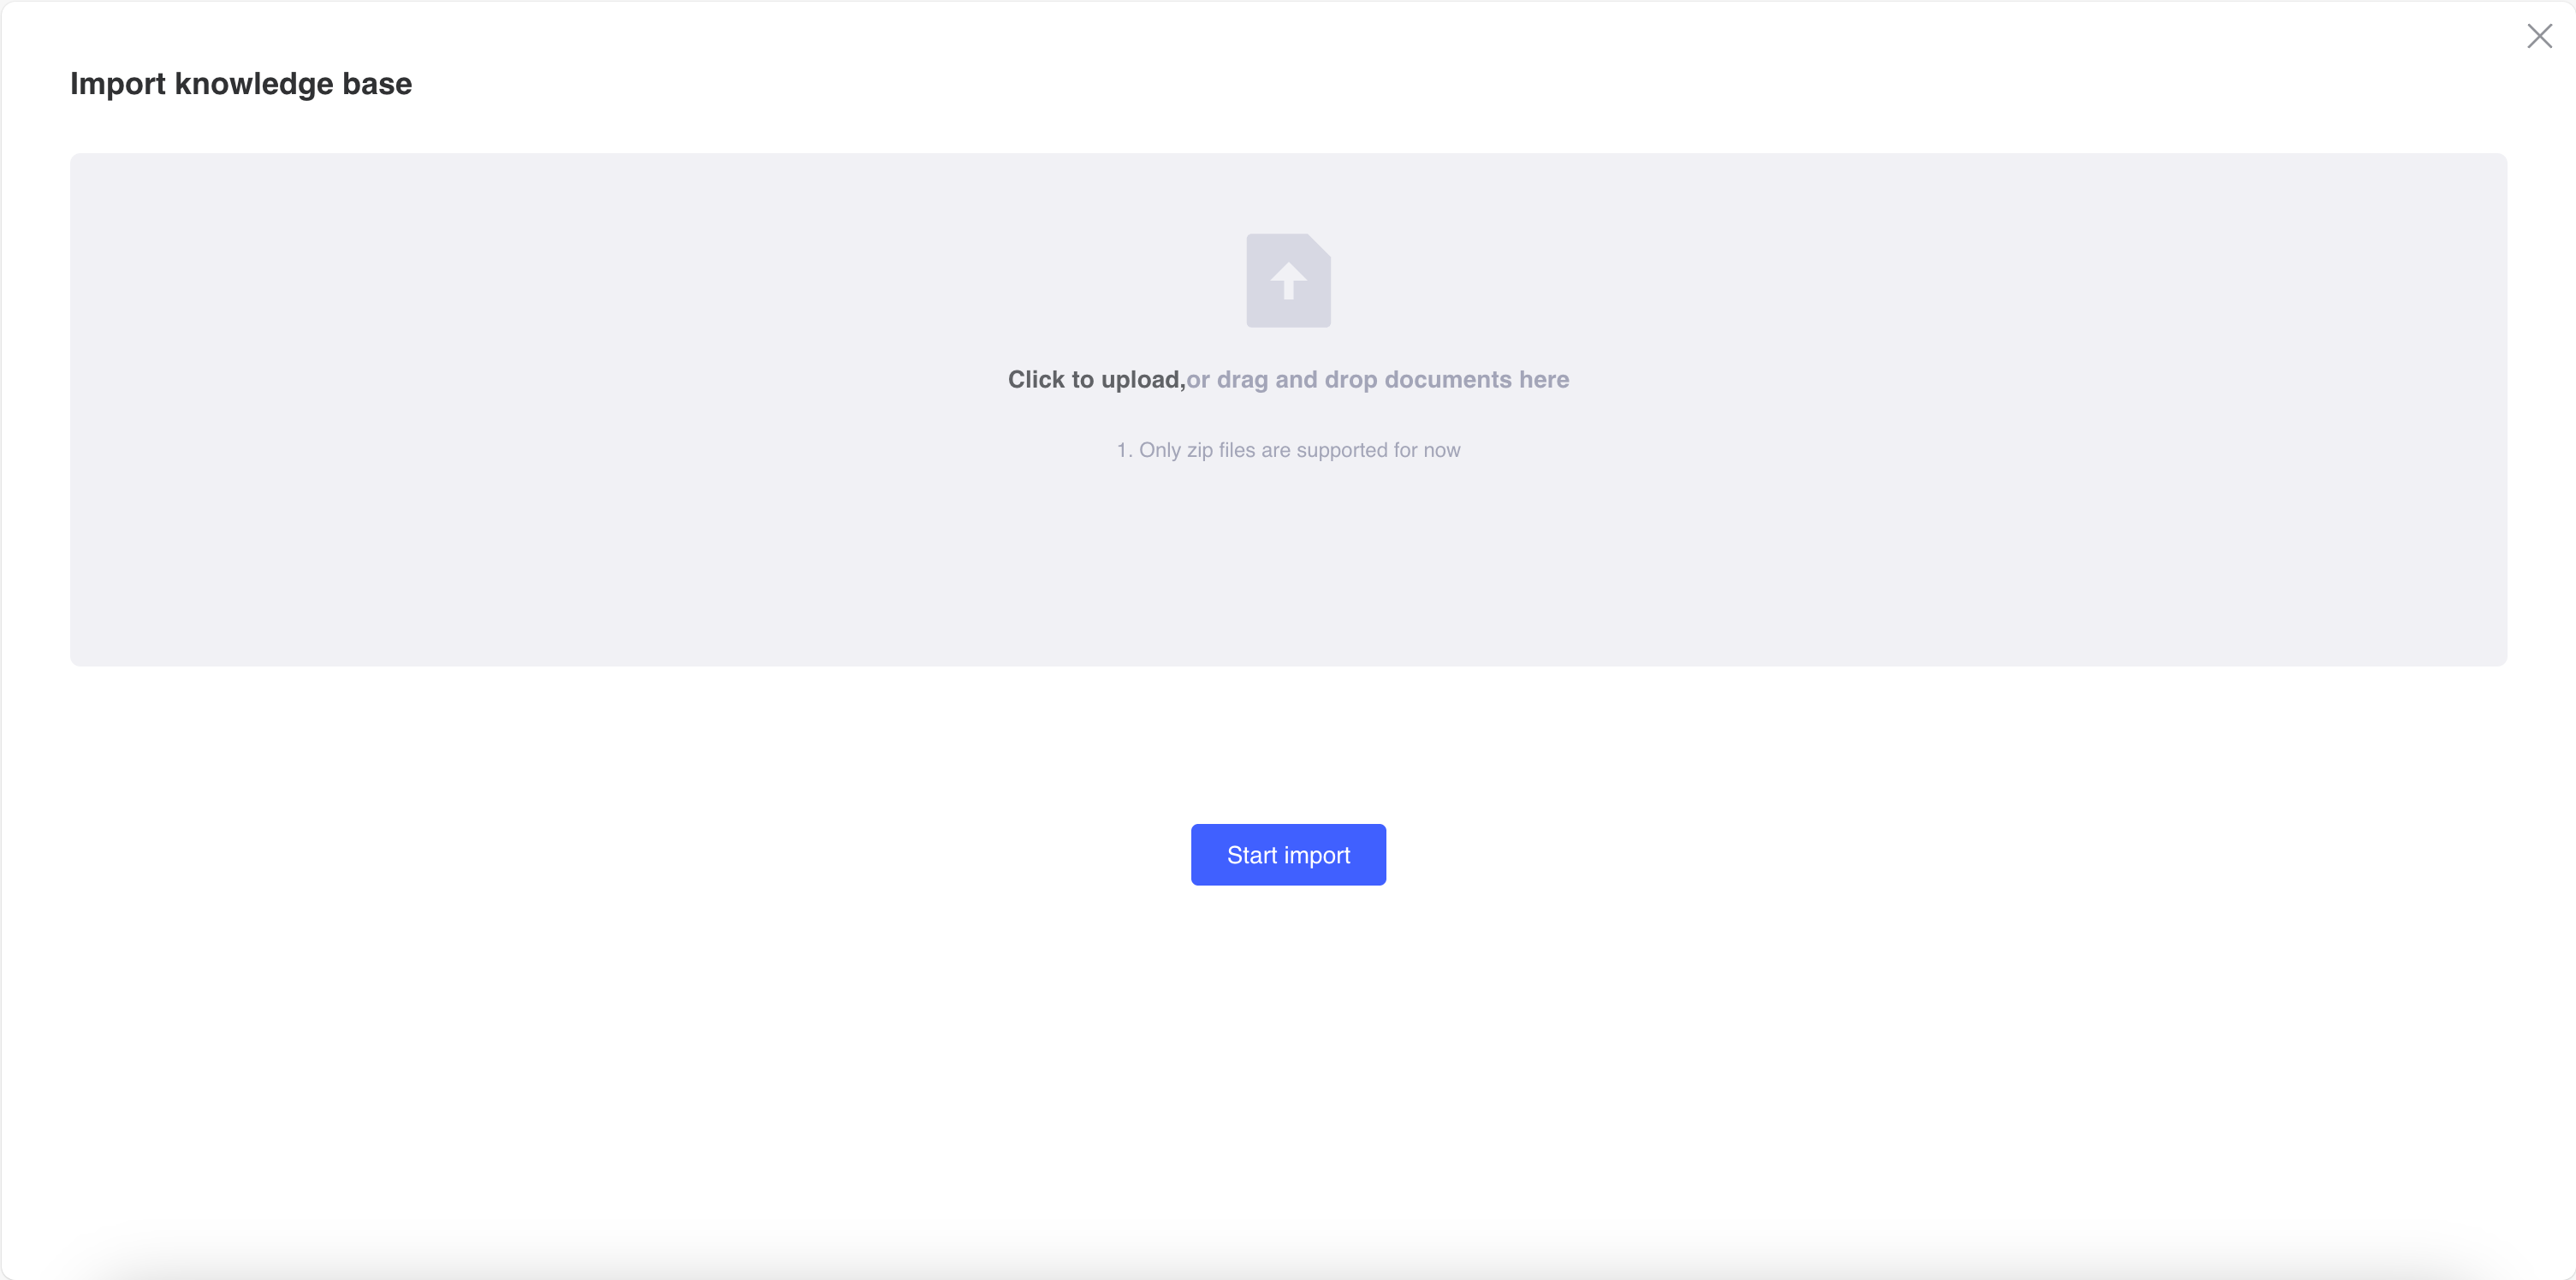 Import knowledge base
Click to upload,or drag and drop documents here
1. Only zip files are supported for now
Start import